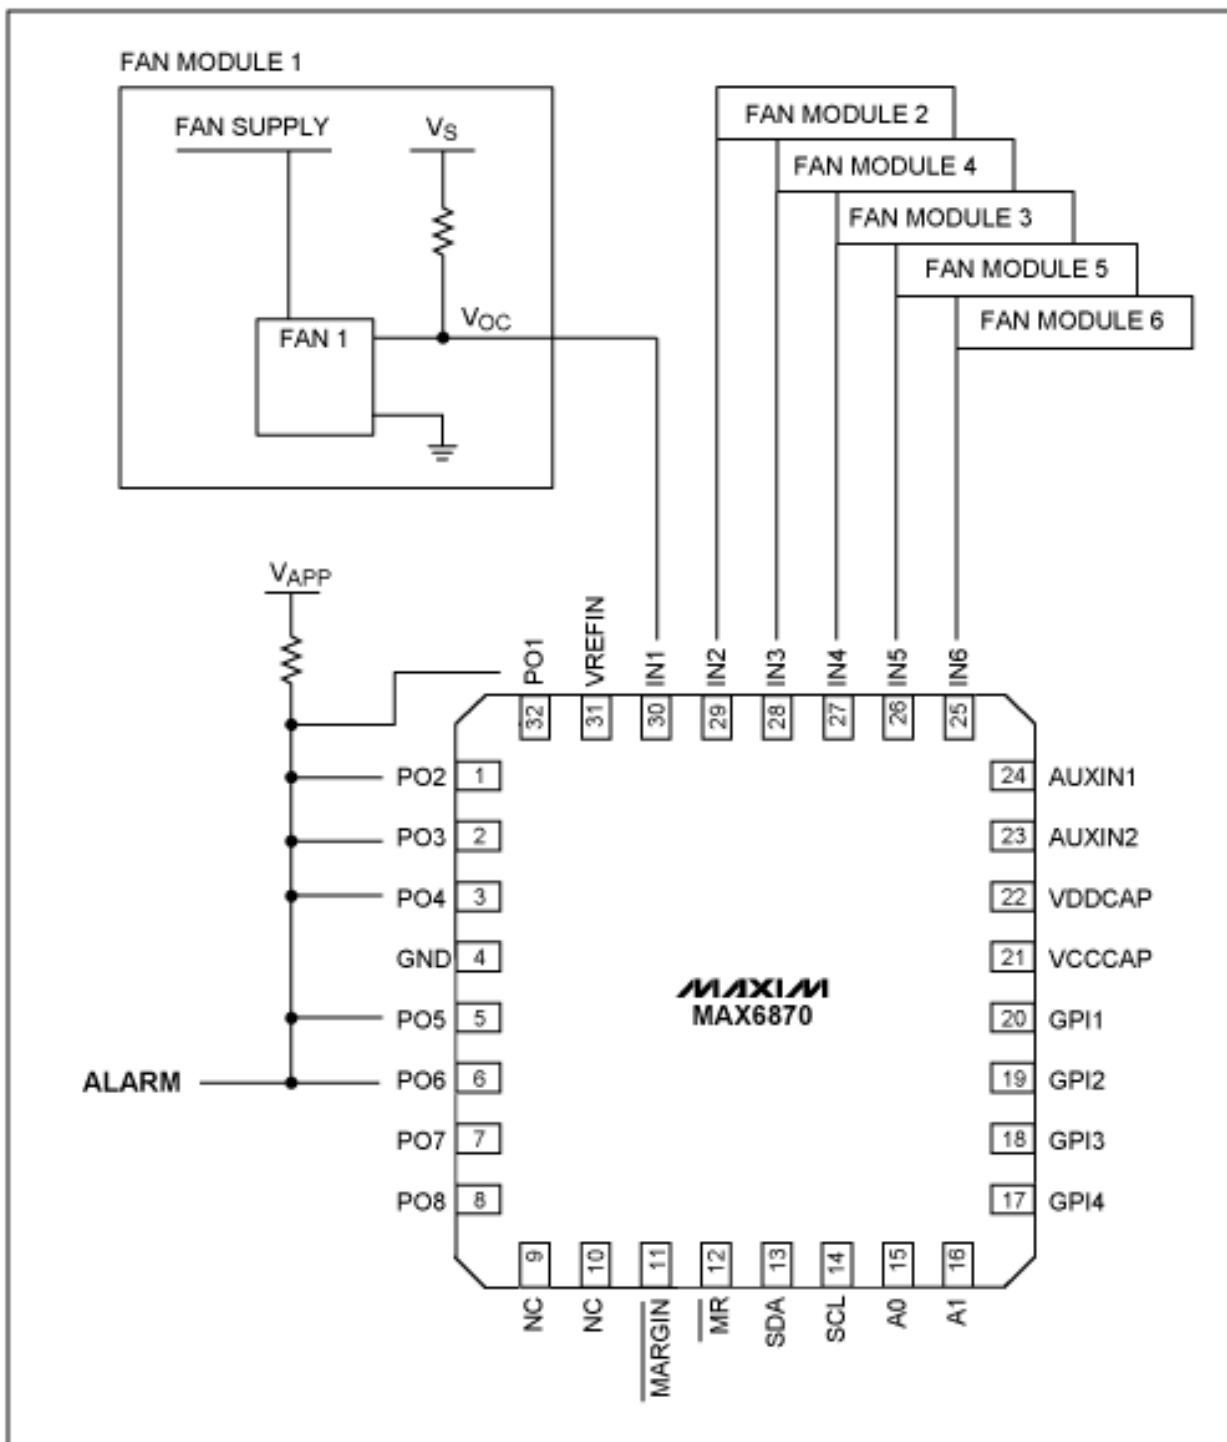 FAN MODULE 1
FAN SUPPLY
VS
FAN 1
VOC
FAN MODULE 2
FAN MODULE 4
FAN MODULE 3
FAN MODULE 5
FAN MODULE 6
VAPP
PO1
VREFIN
IN1
IN2
IN3
IN4
IN5
IN6
32
31
30
29
28
27
26
25
PO2 1
PO3 2
PO4 3
GND 4
PO5 5
ALARM
PO6 6
PO7 7
PO8 8
24 AUXIN1
23 AUXIN2
22 VDDCAP
21 VCCCAP
20 GPI1
19 GPI2
18 GPI3
17 GPI4
MAXIM
MAX6870
9
10
11
12
13
14
15
16
NC
NC
MARGIN
MR
SDA
SCL
A0
A1